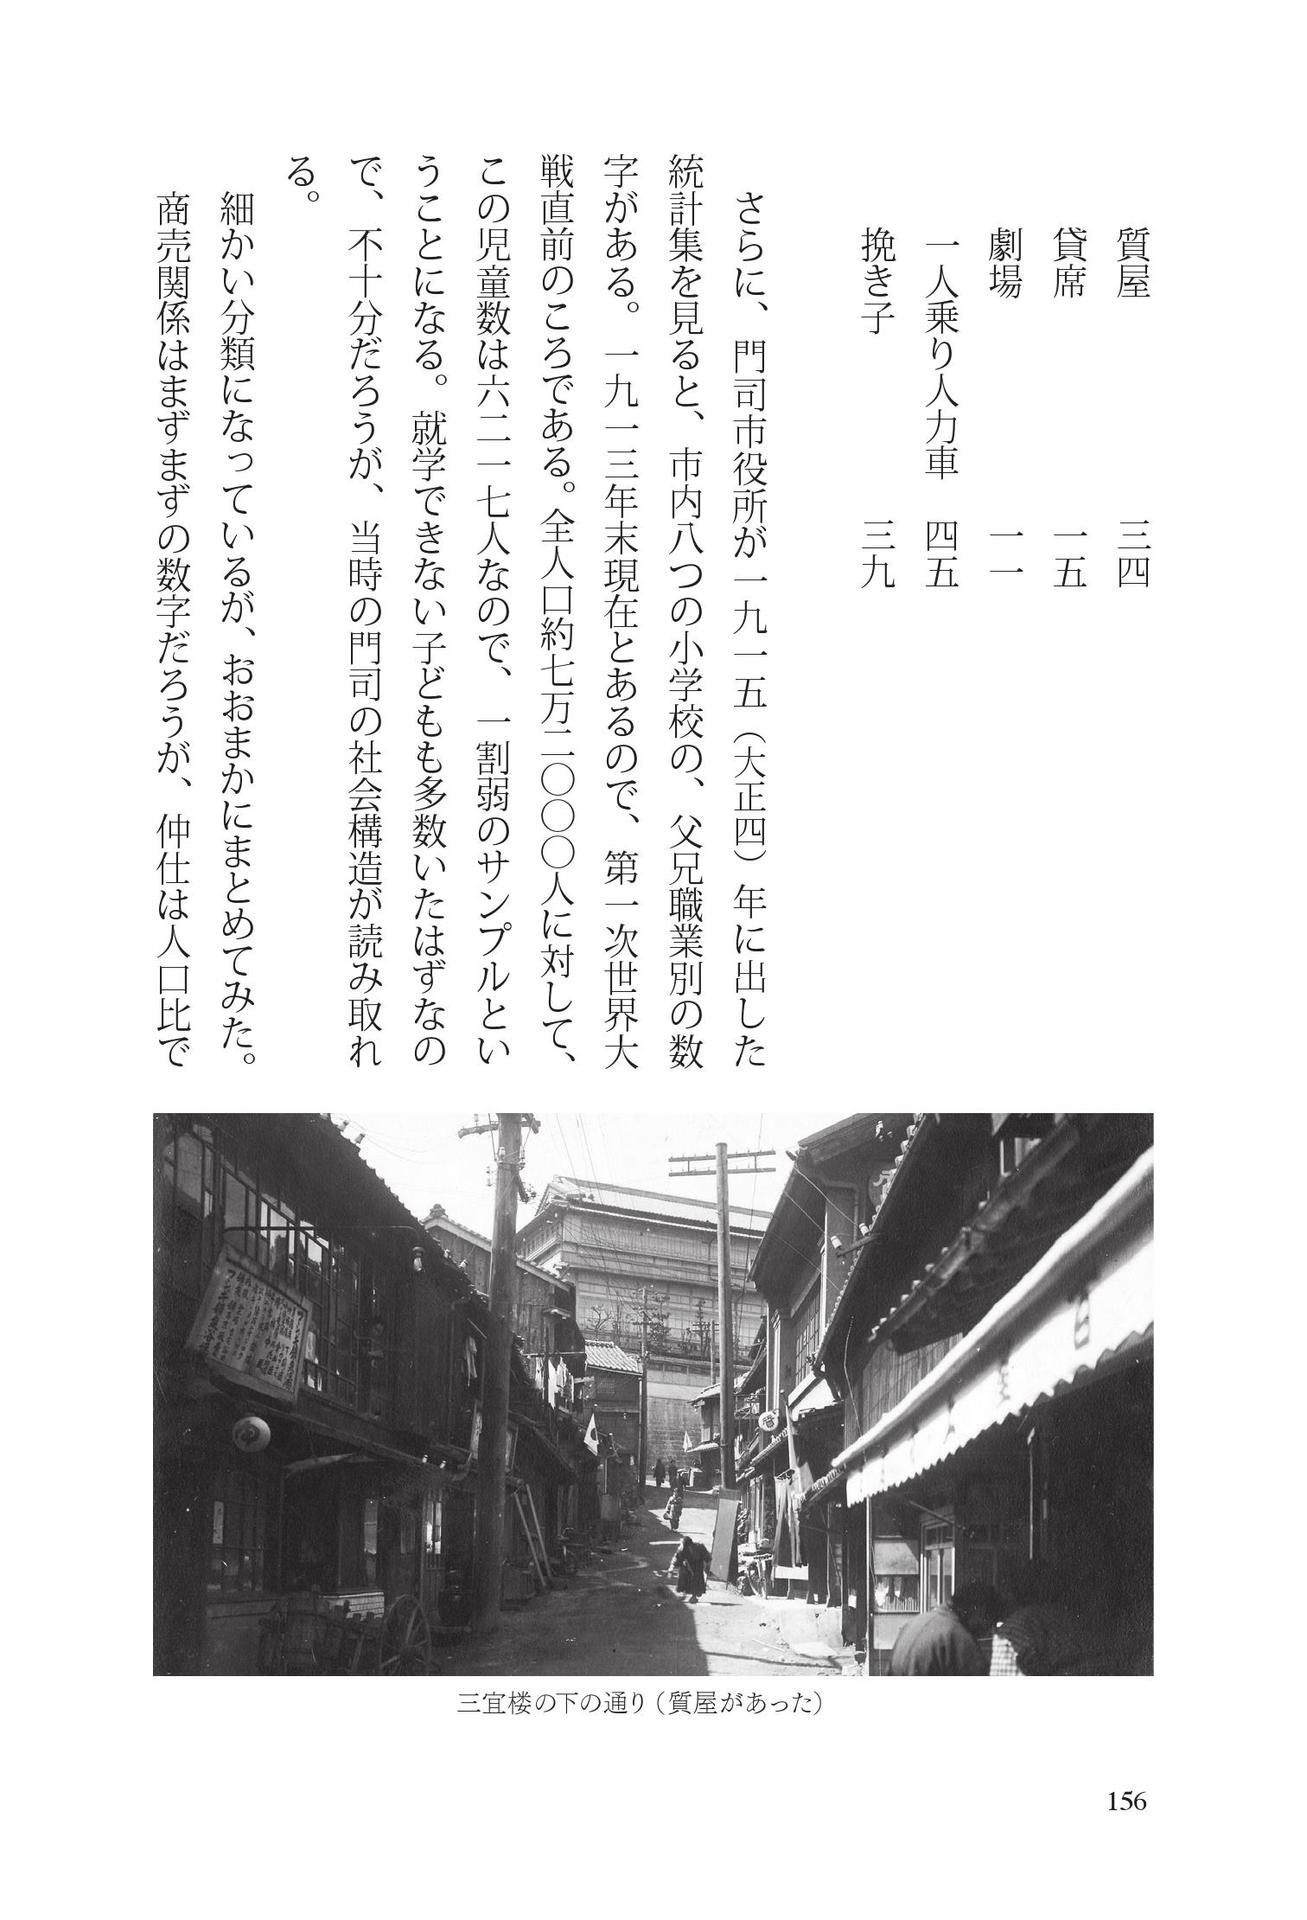 質屋　三四
貸席　一五
劇場　一一
一人乗り人力車　四五
挽き子　三九
さらに、門司市役所が一九一五（大正四）年に出した
統計集を見ると、市内八つの小学校の、父兄職業別の数
字がある。一九一三年末現在とあるので、第一次世界大
戦直前のころである。全人口約七万二〇〇〇人に対して、
この児童数は六二一七人なので、一割弱のサンプルとい
うことになる。就学できない子どもも多数いたはずなの
で、不十分だろうが、当時の門司の社会構造が読み取れ
る。
細かい分類になっているが、おおまかにまとめてみた。
商売関係はまずまずの数字だろうが、仲仕は人口比で
質
三宜楼の下の通り（質屋があった）
156